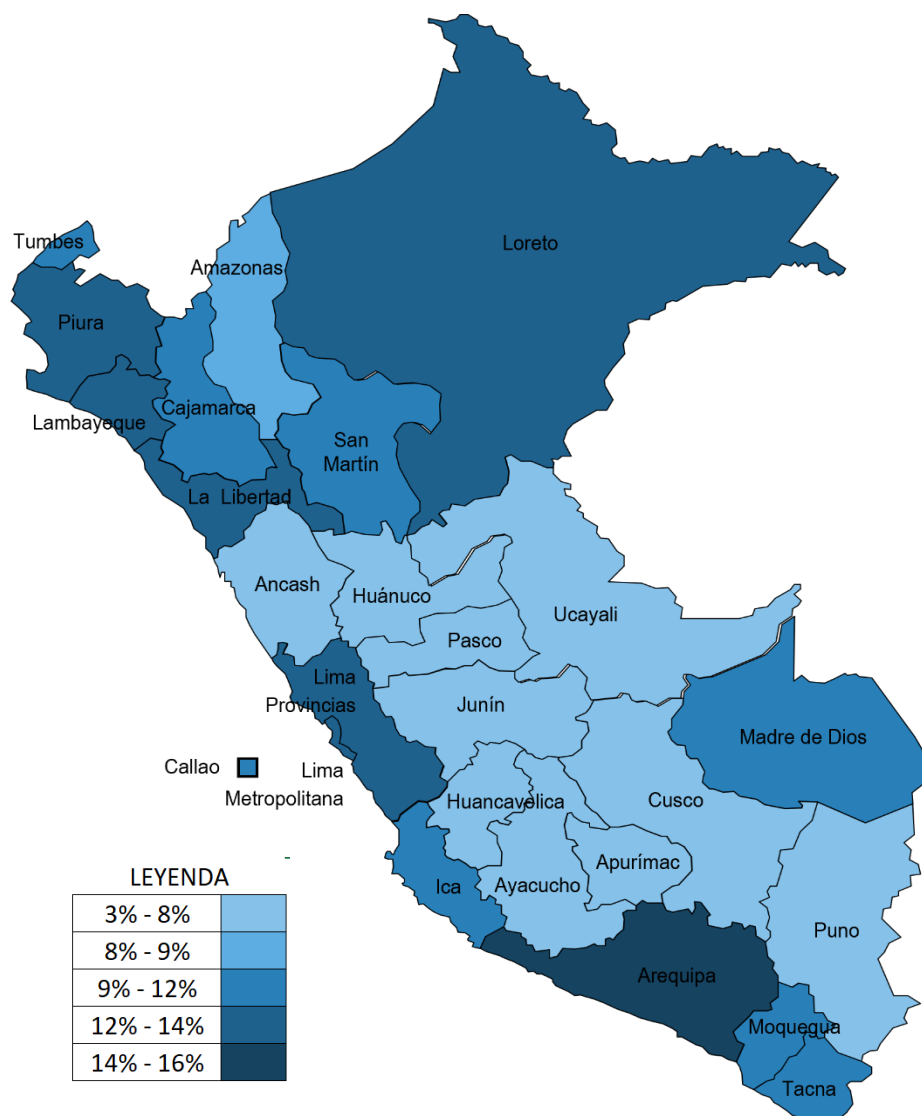 Loreto
Tumbes
Amazonas
Piura
Cajamarca
Lambayeque
San
Martín
La Libertad
Ancash
Huánuco
Ucayali
Pasco
Lima
Provincias
Junín
Madre de Dios
Callao
Lima
Metropolitana
Huancavelica
Cusco
Apurímac
Ica
Ayacucho
Puno
Arequipa
Moquegua
Tacna
LEYENDA
3% - 8%
8% - 9%
9% - 12%
12% - 14%
14% - 16%